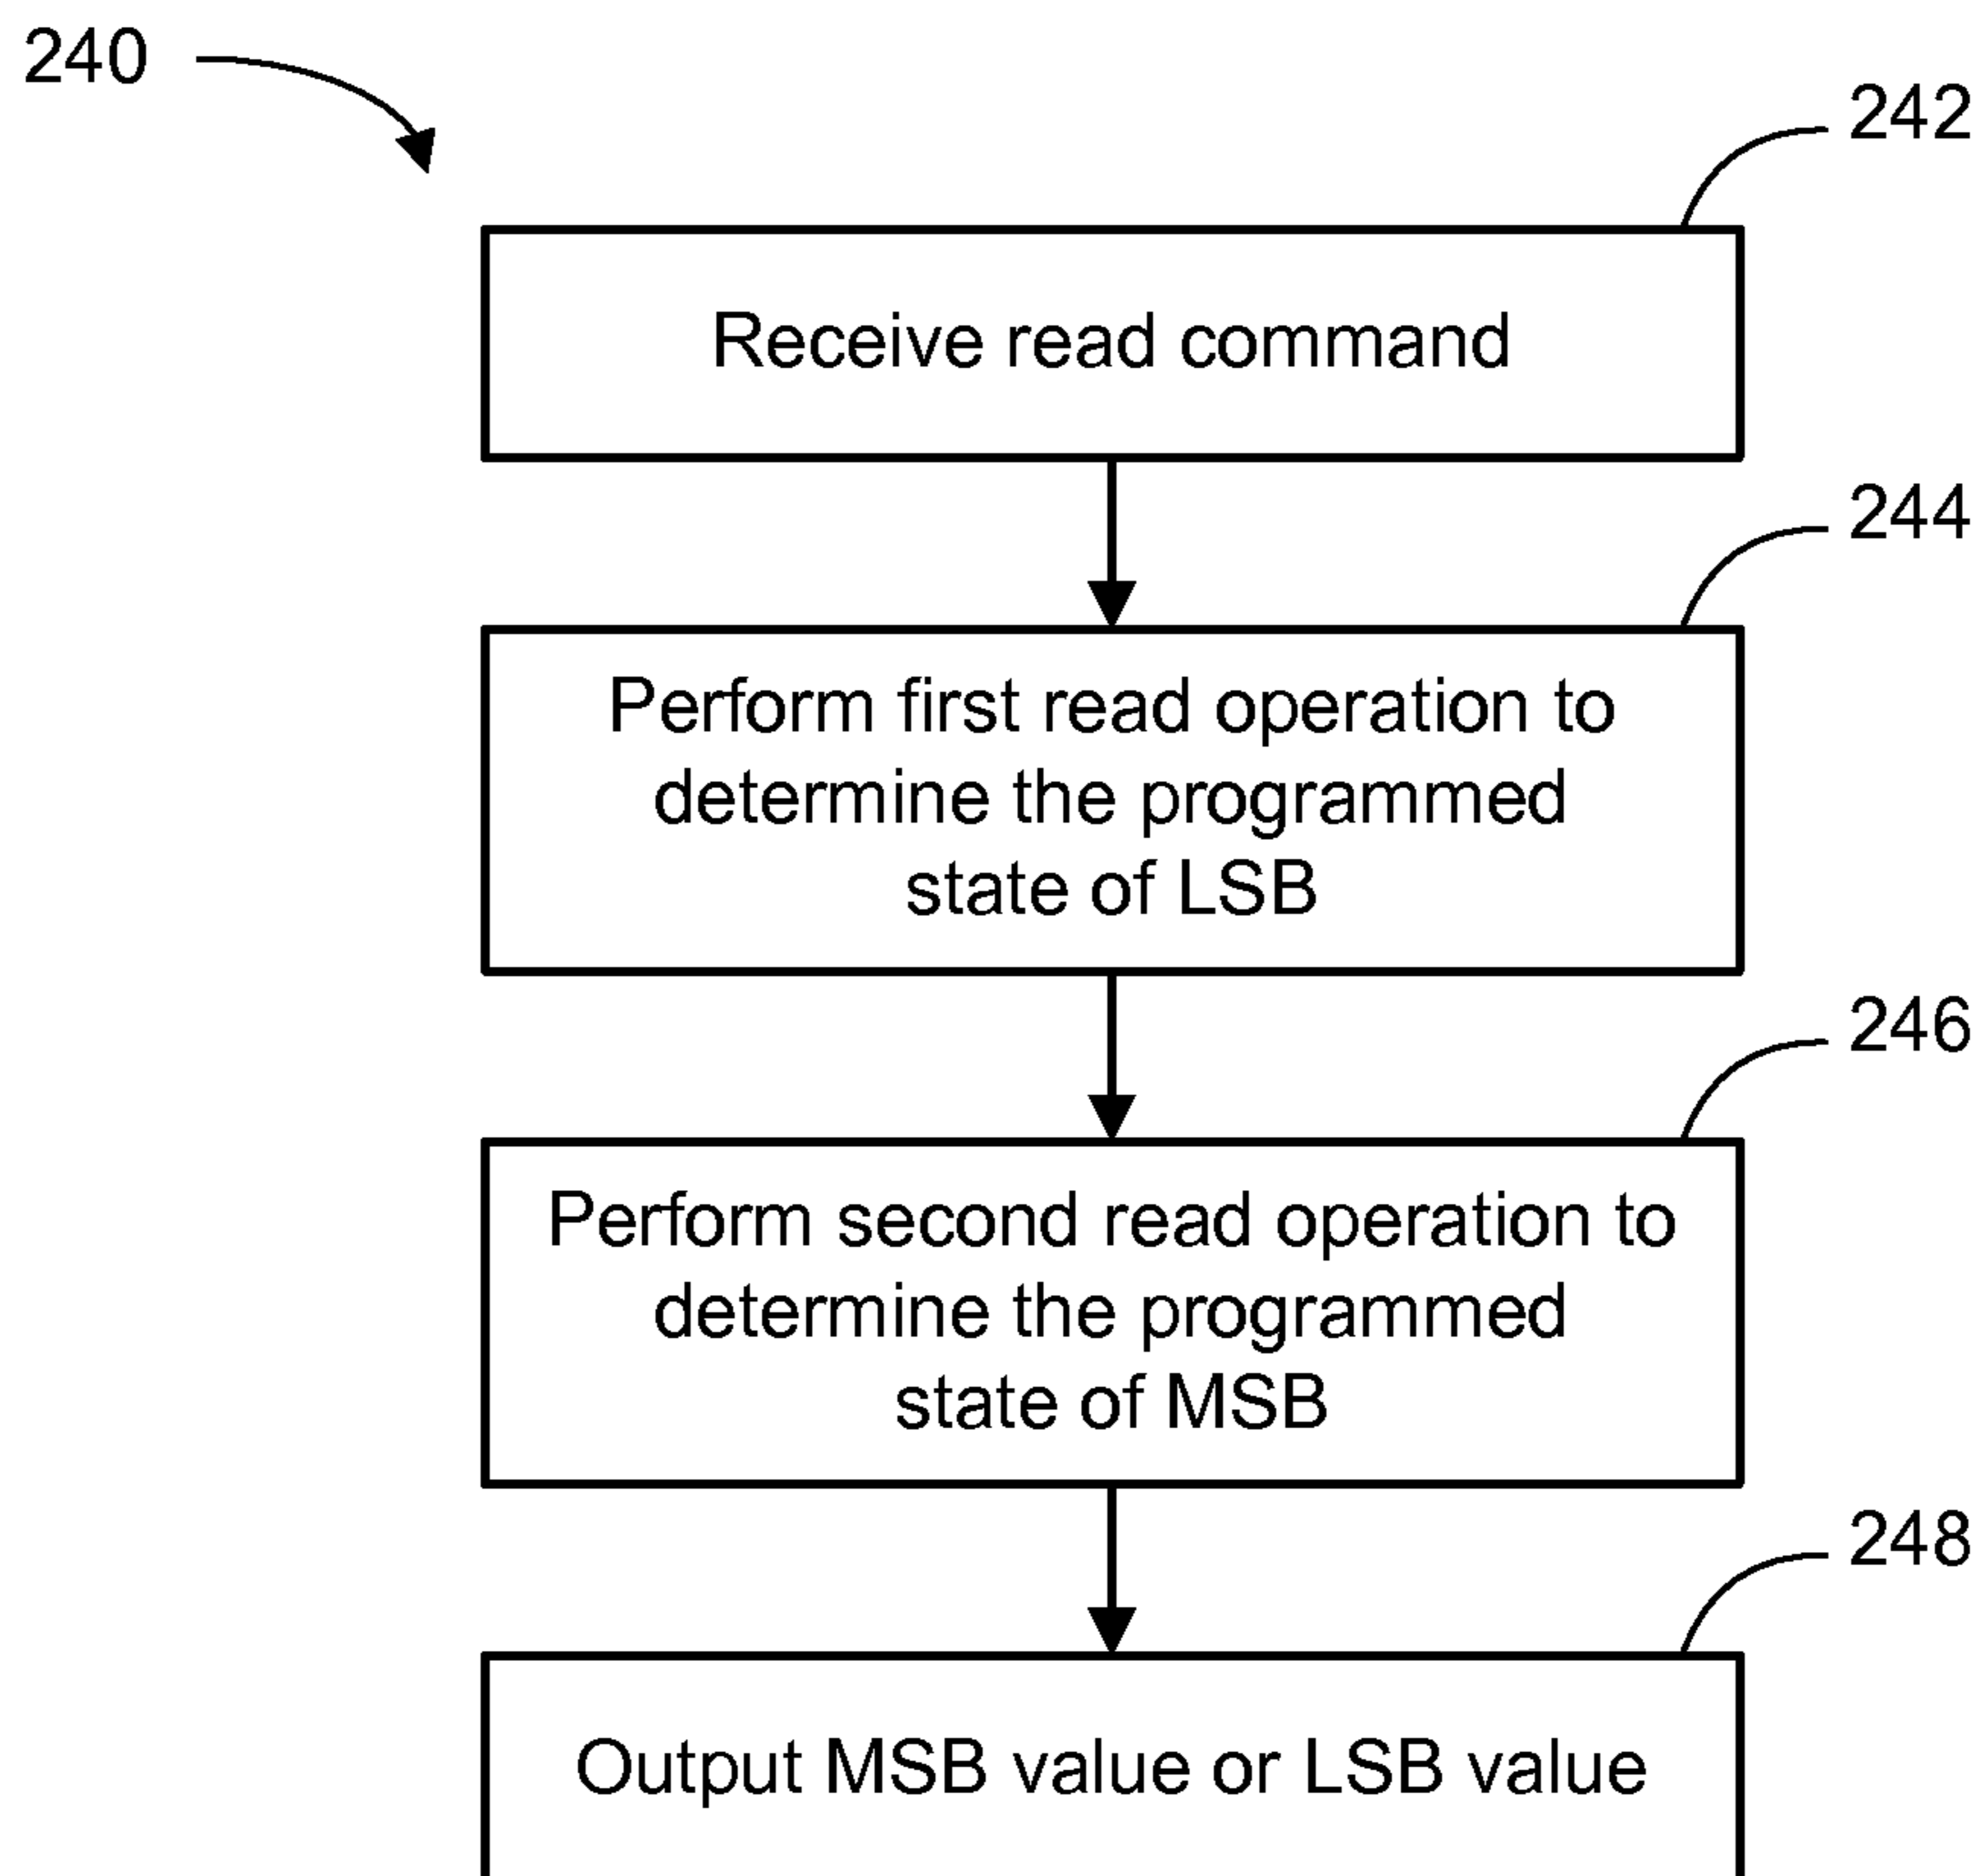 240
242
Receive read command
244
Perform first read operation to
determine the programmed
state of LSB
246
Perform second read operation to
determine the programmed
state of MSB
248
Output MSB value or LSB value